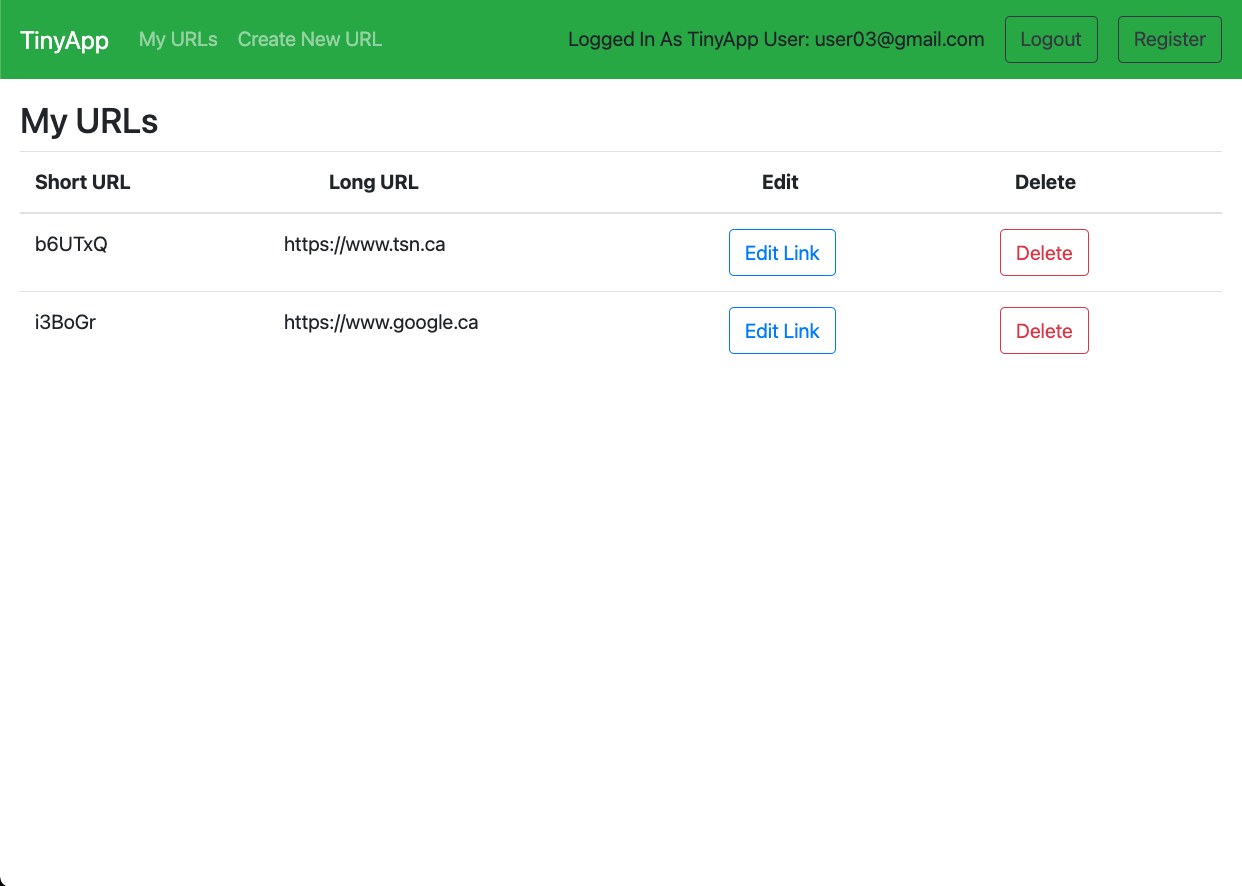 TinyApp My URLs Create New URL Logged In As TinyApp User: user03@gmail.com Logout Register
My URLs
Short URL Long URL Edit Delete
b6UTxQ https://www.tsn.ca Edit Link Delete
i3BoGr https://www.google.ca Edit Link Delete